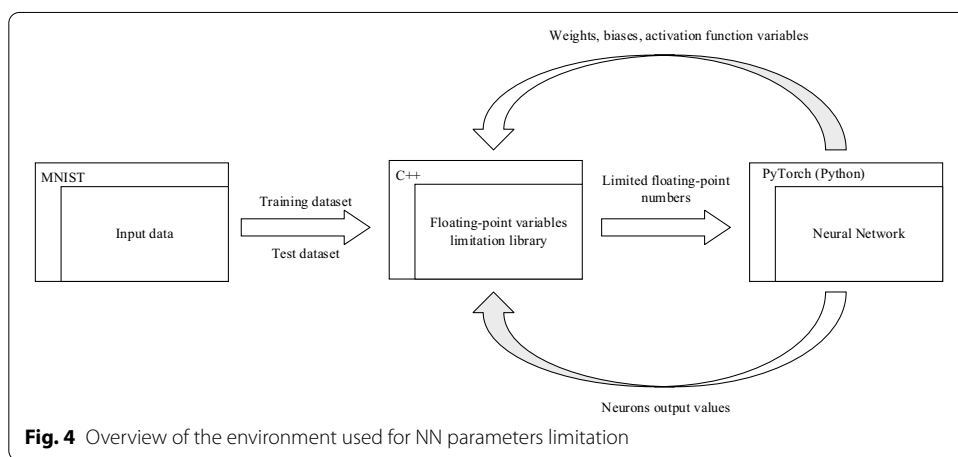 Weights, biases, activation function variables
MNIST
Input data
Training dataset
Test dataset
C++
Floating-point variables
limitation library
Limited floating-point
numbers
PyTorch (Python)
Neural Network
Neurons output values
Fig. 4 Overview of the environment used for NN parameters limitation